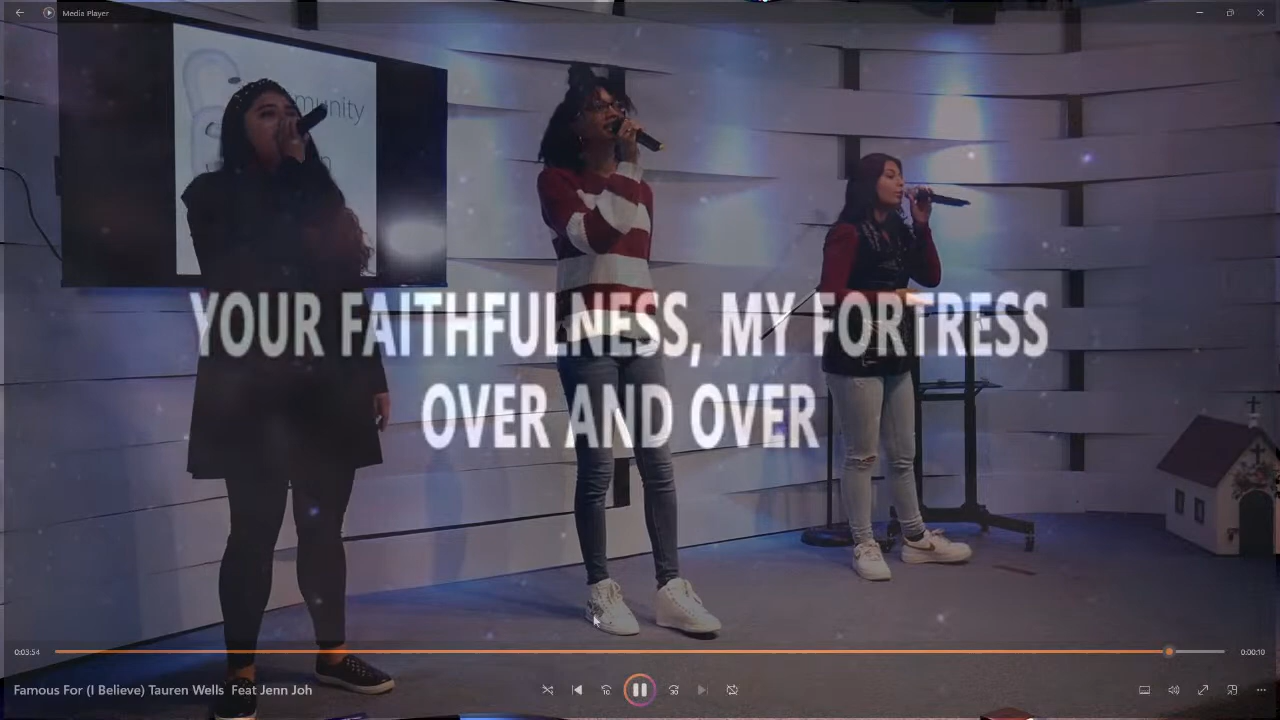 Media Player
munity
YOUR FAITHFULNESS, MY FORTRESS
OVER AND OVER
0:03:54
0:00:10
Famous For (I Believe) Tauren Wells  Feat Jenn Joh